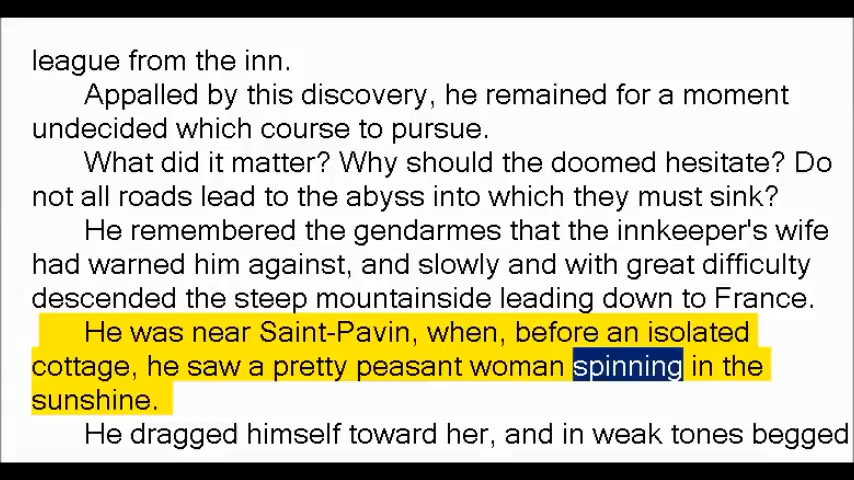 league from the inn.
Appalled by this discovery, he remained for a moment
undecided which course to pursue.
What did it matter? Why should the doomed hesitate? Do
not all roads lead to the abyss into which they must sink?
He remembered the gendarmes that the innkeeper's wife
had warned him against, and slowly and with great difficulty
descended the steep mountainside leading down to France.
He was near Saint-Pavin, when, before an isolated
cottage, he saw a pretty peasant woman spinning in the
sunshine.
He dragged himself toward her, and in weak tones begged